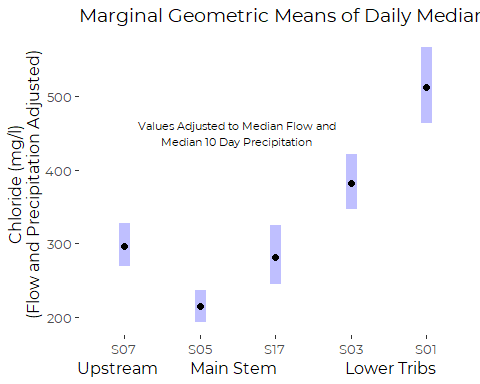 Marginal Geometric Means of Daily Median
Chloride (mg/l)
(Flow and Precipitation Adjusted)
500
400
300
200
Values Adjusted to Median Flow and
Median 10 Day Precipitation
S07 S05 S17 S03 S01
Upstream Main Stem Lower Tribs